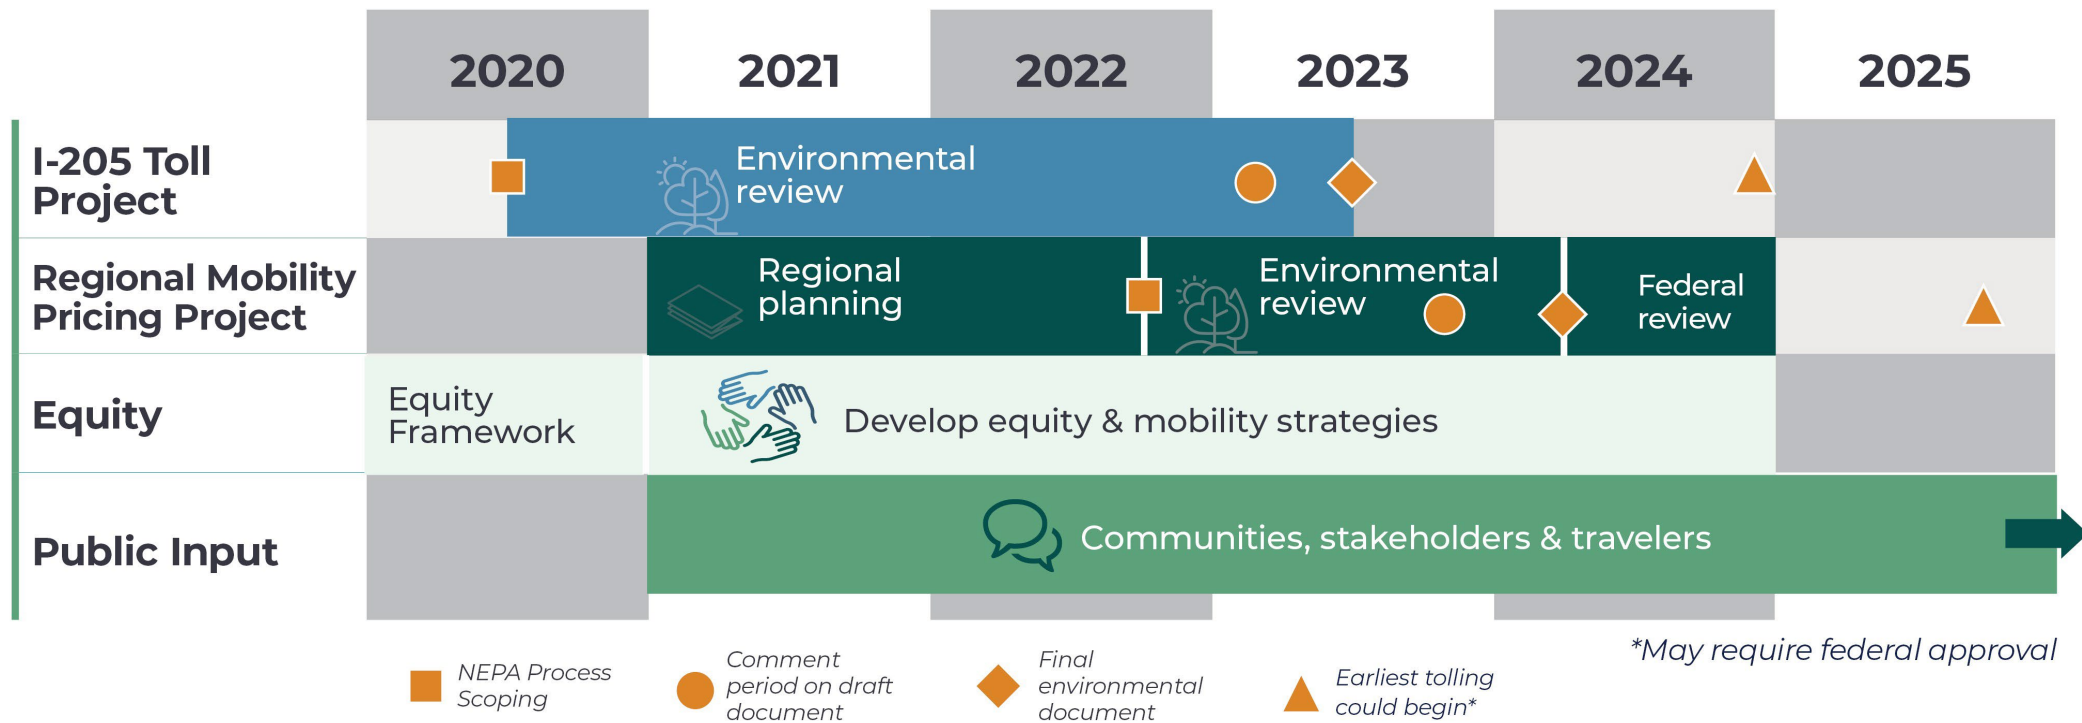 2020
2021
2022
2023
2024
2025
I-205 Toll
Project
Environmental
review
Regional Mobility
Pricing Project
Regional
planning
Environmental
review
Federal
review
Equity
Equity
Framework
Develop equity & mobility strategies
Public Input
Communities, stakeholders & travelers
*May require federal approval
NEPA Process
Scoping
Comment
period on draft
document
Final
environmental
document
Earliest tolling
could begin*